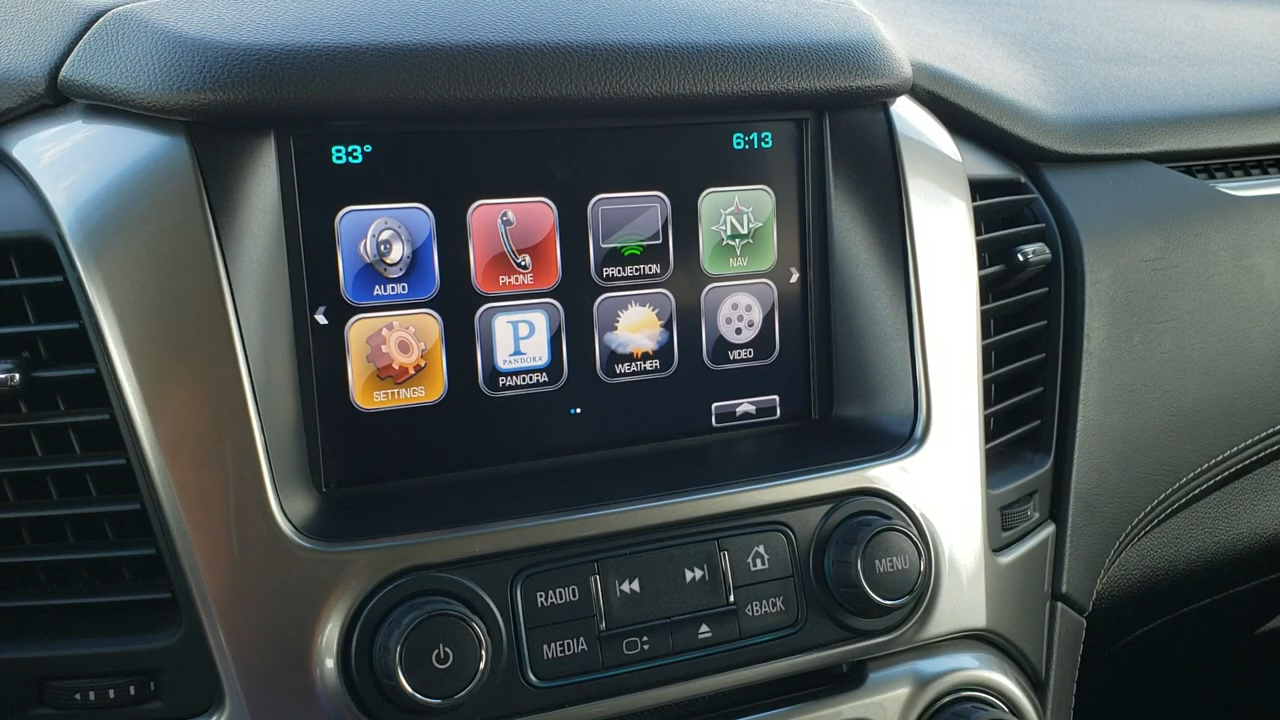 83° 6:13
AUDIO PHONE PROJECTION N NAV
SETTINGS P PANDORA PANDORA WEATHER VIDEO
RADIO
MEDIA
BACK
MENU